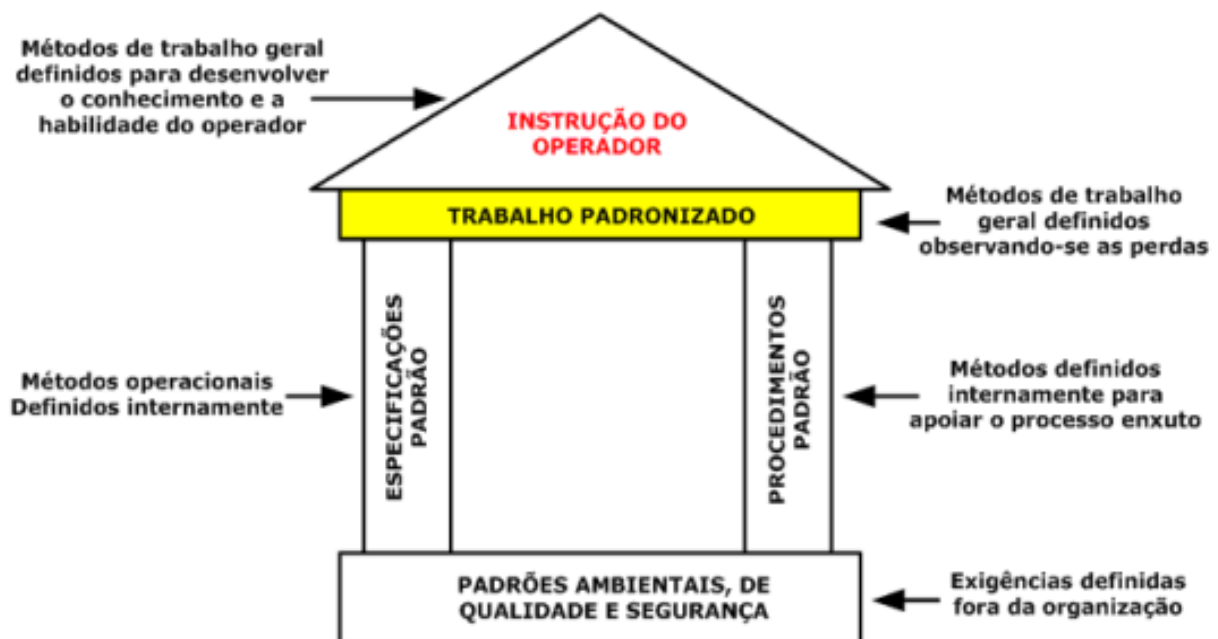 Métodos de trabalho geral
definidos para desenvolver
o conhecimento e a
habilidade do operador
INSTRUÇÃO DO
OPERADOR
TRABALHO PADRONIZADO
Métodos de trabalho
geral definidos
observando-se as perdas
ESPECIFICAÇÕES
PADRÃO
PROCEDIMENTOS
PADRÃO
Métodos operacionais
Definidos internamente
Métodos definidos
internamente para
apoiar o processo enxuto
PADRÕES AMBIENTAIS, DE
QUALIDADE E SEGURANÇA
Exigências definidas
fora da organização